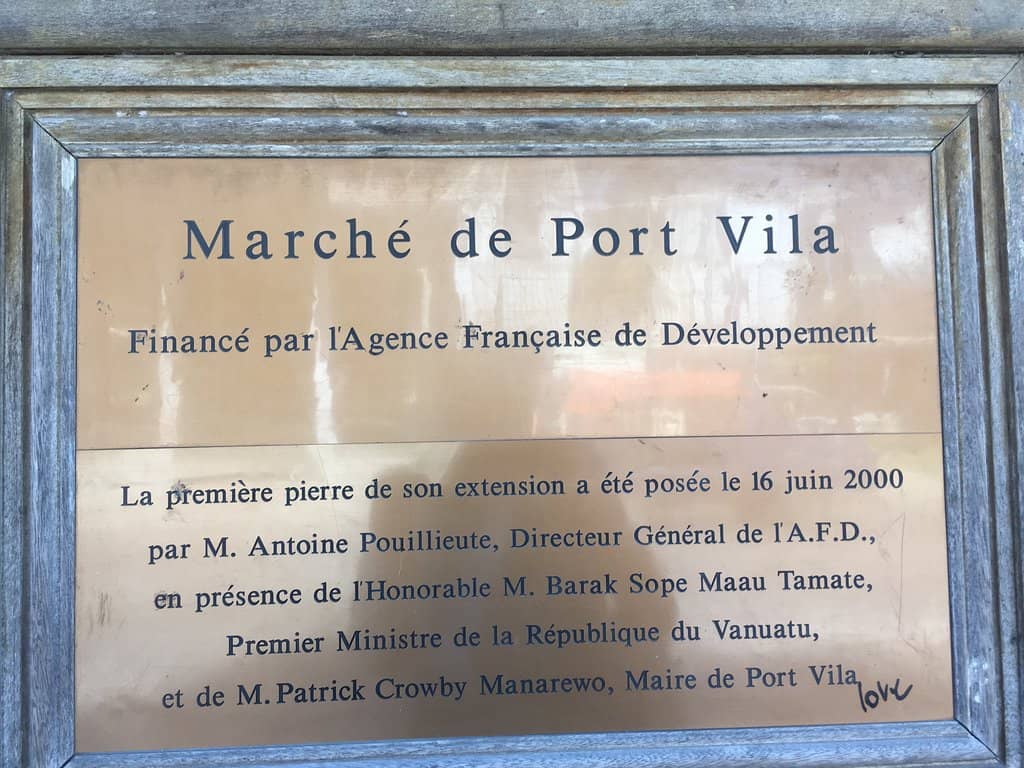 Marché de Port Vila
Financé par l'Agence Française de Développement
La première pierre de son extension a été posée le 16 juin 2000
par M. Antoine Pouillieute, Directeur Général de l'A.F.D.,
en présence de l'Honorable M. Barak Sope Maau Tamate,
Premier Ministre de la République du Vanuatu,
et de M. Patrick Crowby Manarewo, Maire de Port Vila
love